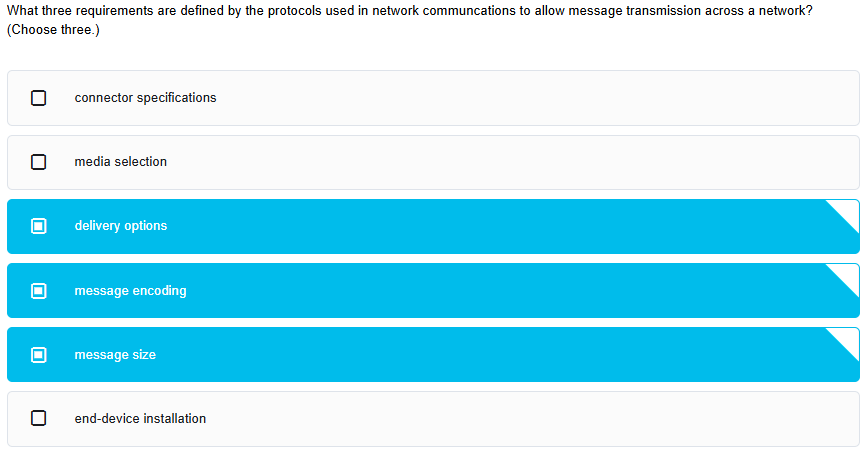 What three requirements are defined by the protocols used in network communcations to allow message transmission across a network?
(Choose three.)
connector specifications
media selection
delivery options
message encoding
message size
end-device installation